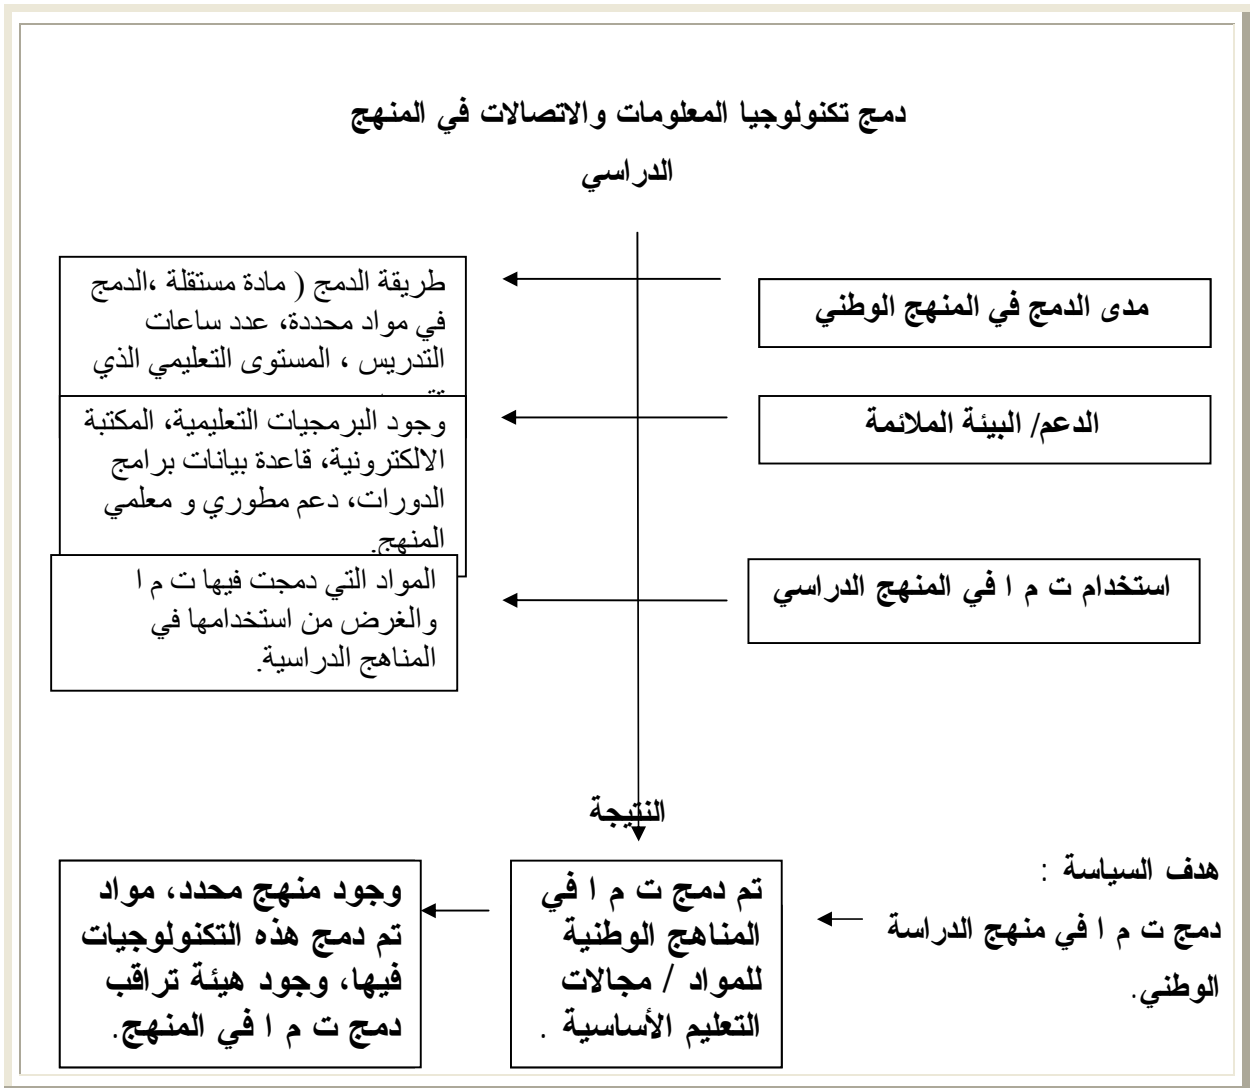 دمج تكنولوجيا المعلومات والاتصالات في المنهج
الدراسي
مدى الدمج في المنهج الوطني
طريقة الدمج ( مادة مستقلة ،الدمج
في مواد محددة، عدد ساعات
التدريس ، المستوى التعليمي الذي
الدعم/ البيئة الملائمة
وجود البرمجيات التعليمية، المكتبة
الالكترونية، قاعدة بيانات برامج
الدورات، دعم مطوري و معلمي
المنهج.
استخدام ت م ا في المنهج الدراسي
المواد التي دمجت فيها ت م ا
والغرض من استخدامها في
المناهج الدراسية.
النتيجة
هدف السياسة :
دمج ت م ا في منهج الدراسة
الوطني.
تم دمج ت م ا في
المناهج الوطنية
للمواد / مجالات
التعليم الأساسية .
وجود منهج محدد، مواد
تم دمج هذه التكنولوجيات
فيها، وجود هيئة تراقب
دمج ت م ا في المنهج.